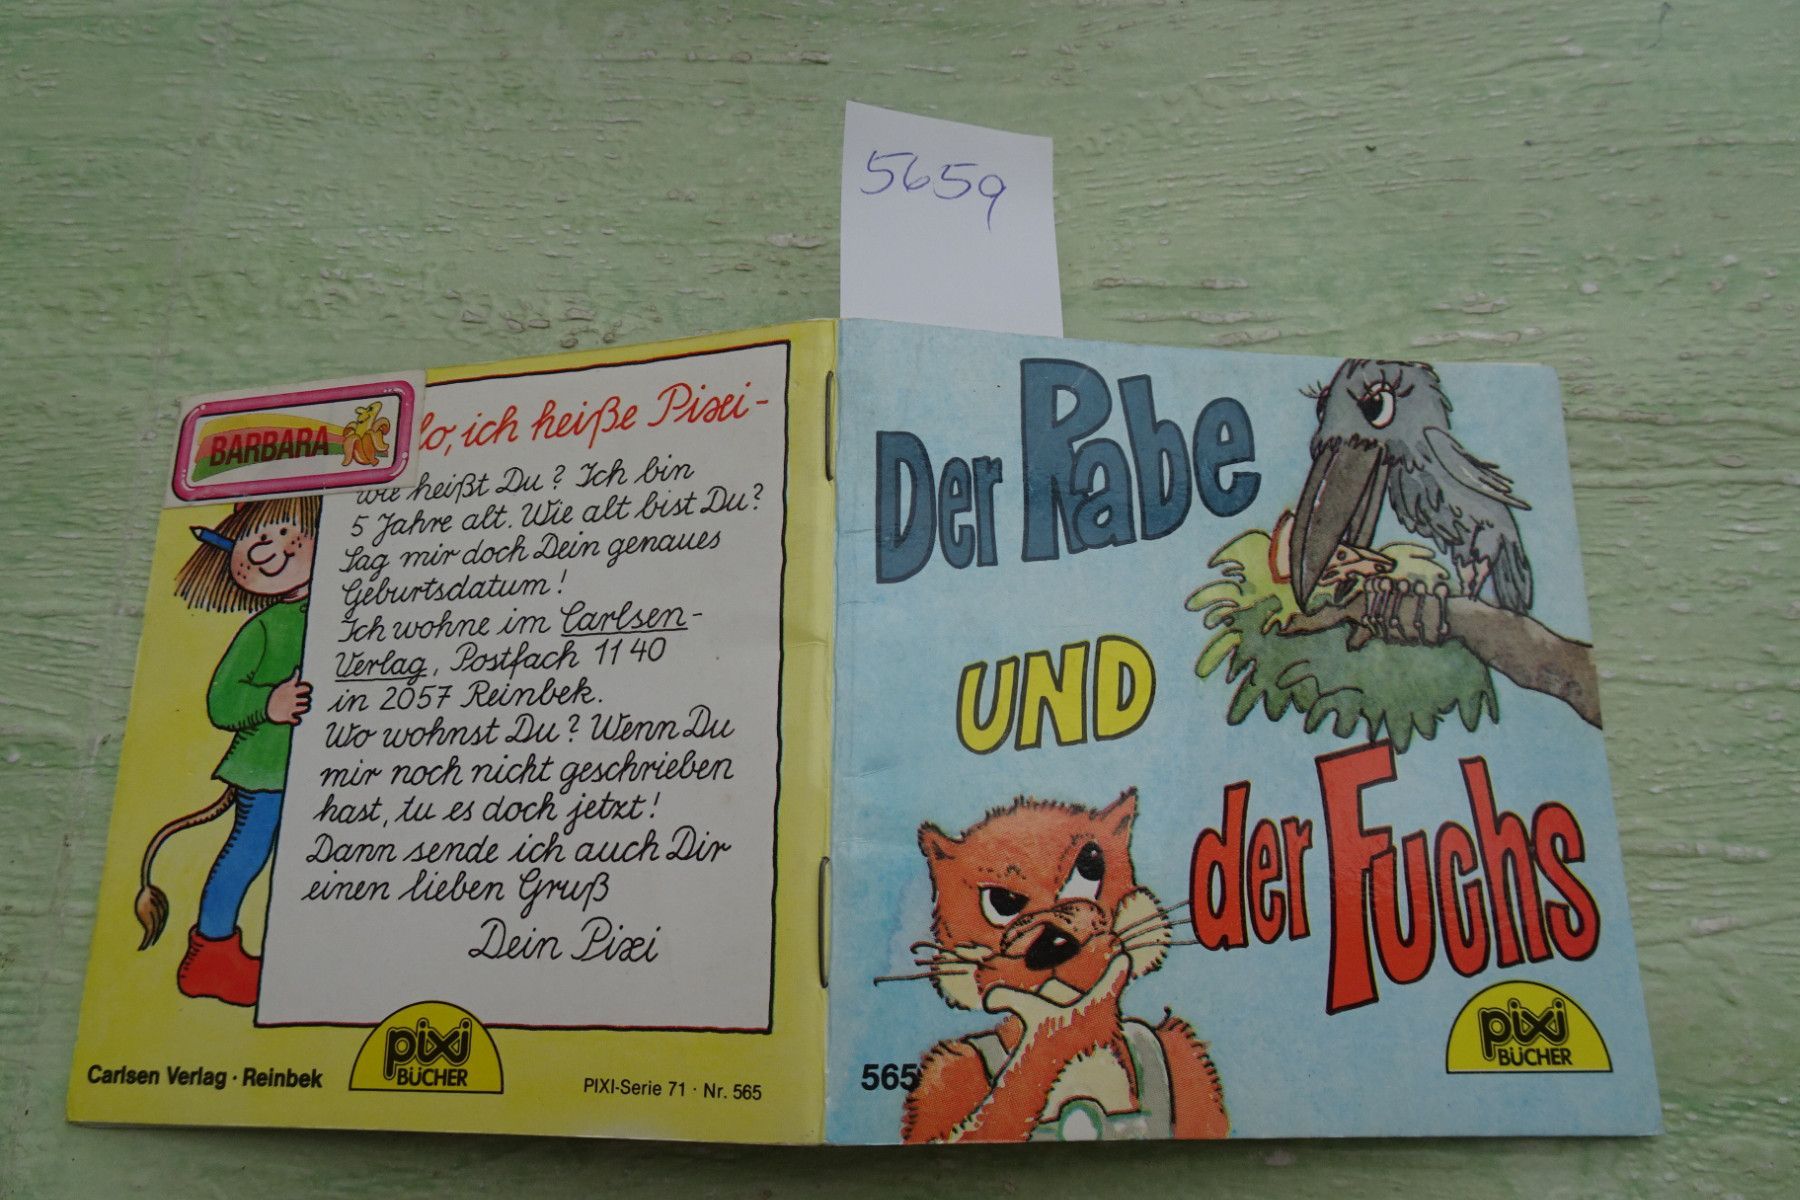 5659
BARBARA
lo, ich heiße Pixi-
wie heißt Du? Ich bin
5 Jahre alt. Wie alt bist Du?
Sag mir doch Dein genaues
Geburtsdatum!
Ich wohne im Carlsen-
Verlag, Postfach 11 40
in 2057 Reinbek.
Wo wohnst Du? Wenn Du
mir noch nicht geschrieben
hast, tu es doch jetzt!
Dann sende ich auch Dir
einen lieben Gruß
Dein Pixi
Carlsen Verlag · Reinbek
pixi
BÜCHER
PIXI-Serie 71 · Nr. 565
Der Rabe
UND
der Fuchs
565
pixi
BÜCHER